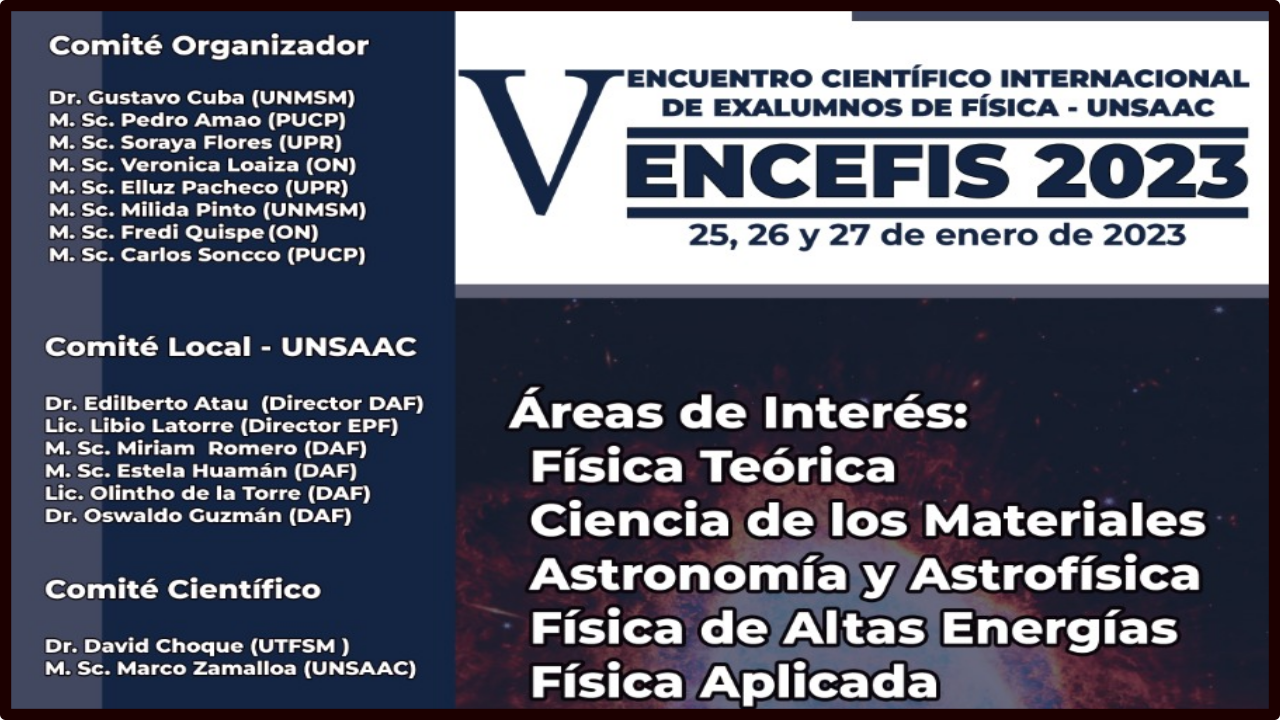 Comité Organizador
Dr. Gustavo Cuba (UNMSM)
M. Sc. Pedro Amao (PUCP)
M. Sc. Soraya Flores (UPR)
M. Sc. Veronica Loaiza (ON)
M. Sc. Elluz Pacheco (UPR)
M. Sc. Milida Pinto (UNMSM)
M. Sc. Fredi Quispe (ON)
M. Sc. Carlos Soncco (PUCP)
Comité Local - UNSAAC
Dr. Edilberto Atau (Director DAF)
Lic. Libio Latorre (Director EPF)
M. Sc. Miriam Romero (DAF)
M. Sc. Estela Huamán (DAF)
Lic. Olintho de la Torre (DAF)
Dr. Oswaldo Guzmán (DAF)
Comité Científico
Dr. David Choque (UTFSM )
M. Sc. Marco Zamalloa (UNSAAC)
V
ENCUENTRO CIENTÍFICO INTERNACIONAL
DE EXALUMNOS DE FÍSICA - UNSAAC
ENCEFIS 2023
25, 26 y 27 de enero de 2023
Áreas de Interés:
Física Teórica
Ciencia de los Materiales
Astronomía y Astrofísica
Física de Altas Energías
Física Aplicada